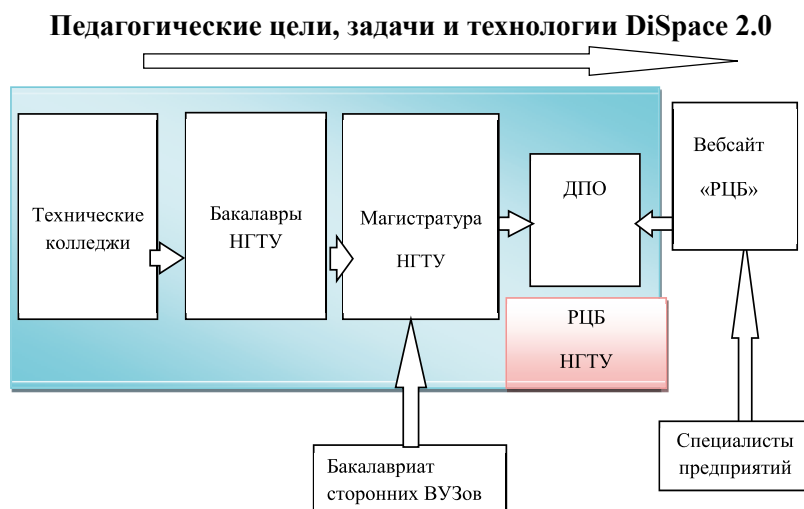 Педагогические цели, задачи и технологии DiSpace 2.0
Технические
колледжи
Бакалавры
НГТУ
Магистратура
НГТУ
ДПО
Вебсайт
«РЦБ»
РЦБ
НГТУ
Бакалавриат
сторонних ВУЗов
Специалисты
предприятий